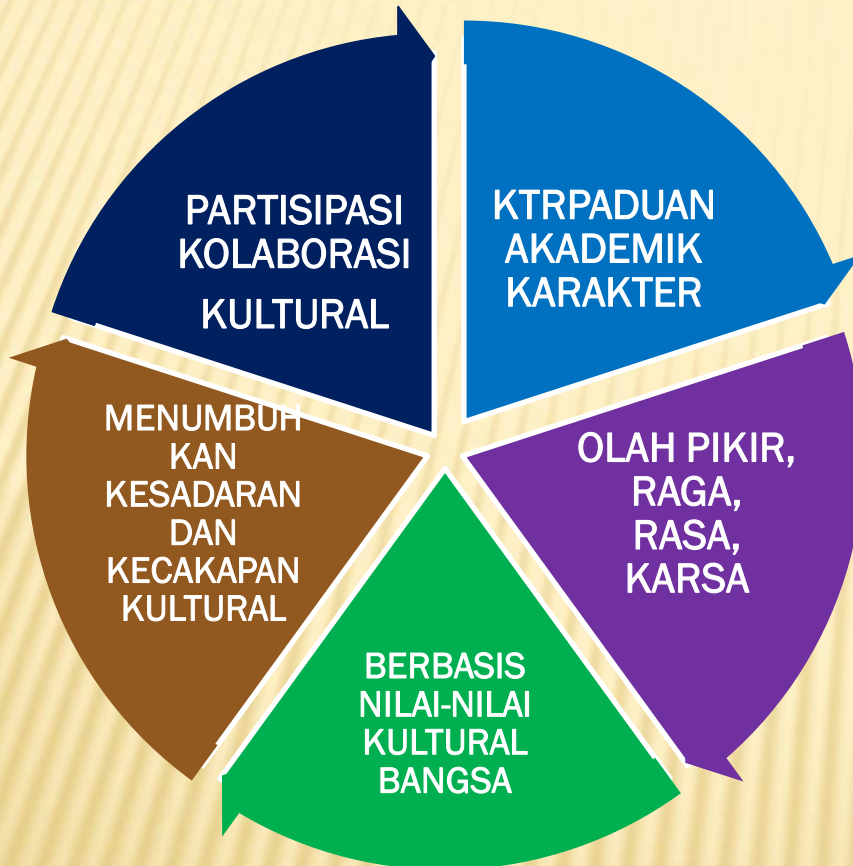 PARTISIPASI
KOLABORASI
KULTURAL
KTRPADUAN
AKADEMIK
KARAKTER
OLAH PIKIR,
RAGA,
RASA,
KARSA
BERBASIS
NILAI-NILAI
KULTURAL
BANGSA
MENUMBUH
KAN
KESADARAN
DAN
KECAKAPAN
KULTURAL